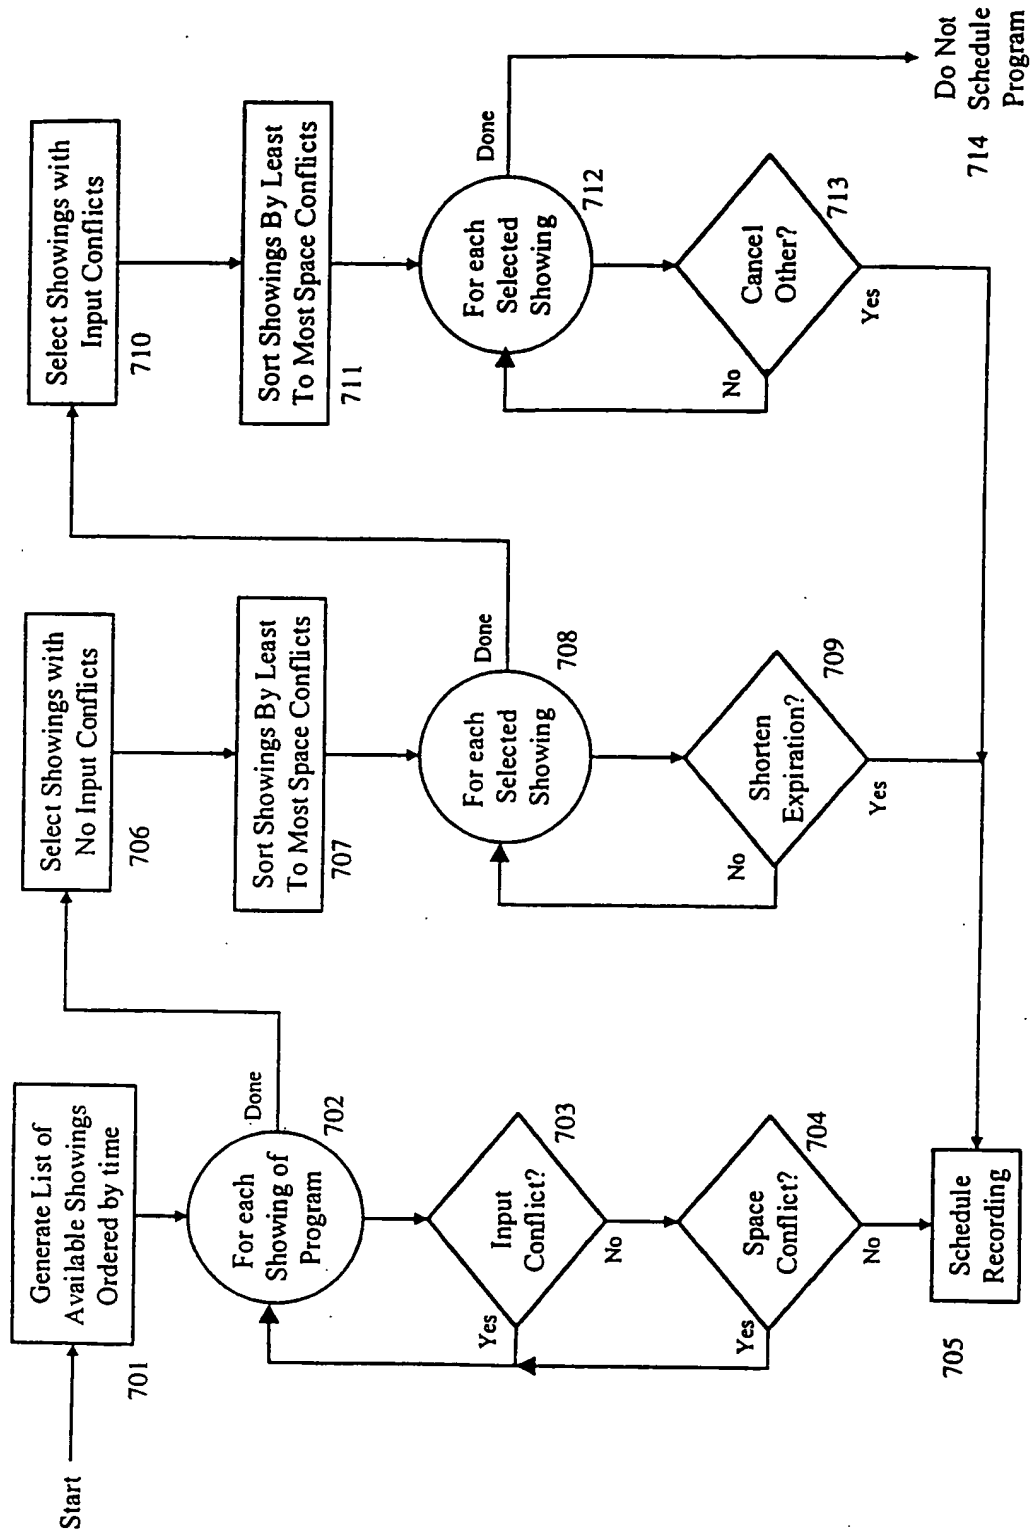 Start
Generate List of
Available Showings
Ordered by time
701
For each
Showing of
Program
702
Done
Input
Conflict?
703
Yes
No
Space
Conflict?
704
Yes
No
Schedule
Recording
705
Select Showings with
No Input Conflicts
706
Sort Showings By Least
To Most Space Conflicts
707
For each
Selected
Showing
708
Done
Shorten
Expiration?
709
No
Yes
Select Showings with
Input Conflicts
710
Sort Showings By Least
To Most Space Conflicts
711
For each
Selected
Showing
712
Done
Cancel
Other?
713
No
Yes
714
Do Not
Schedule
Program